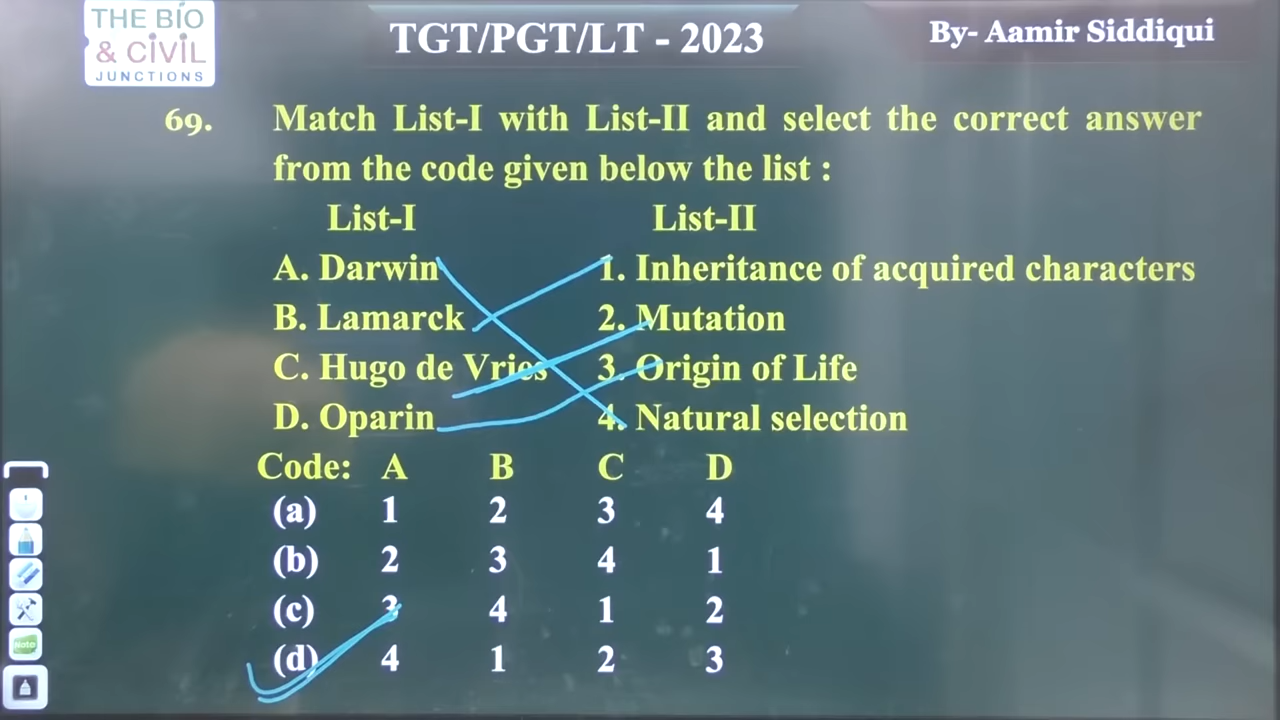 THE BIO
& CIVIL
JUNCTIONS
TGT/PGT/LT - 2023
By- Aamir Siddiqui
69. Match List-I with List-II and select the correct answer
from the code given below the list :
List-I List-II
A. Darwin 1. Inheritance of acquired characters
B. Lamarck 2. Mutation
C. Hugo de Vries 3. Origin of Life
D. Oparin 4. Natural selection
Code: A B C D
(a) 1 2 3 4
(b) 2 3 4 1
(c) 3 4 1 2
(d) 4 1 2 3
Note